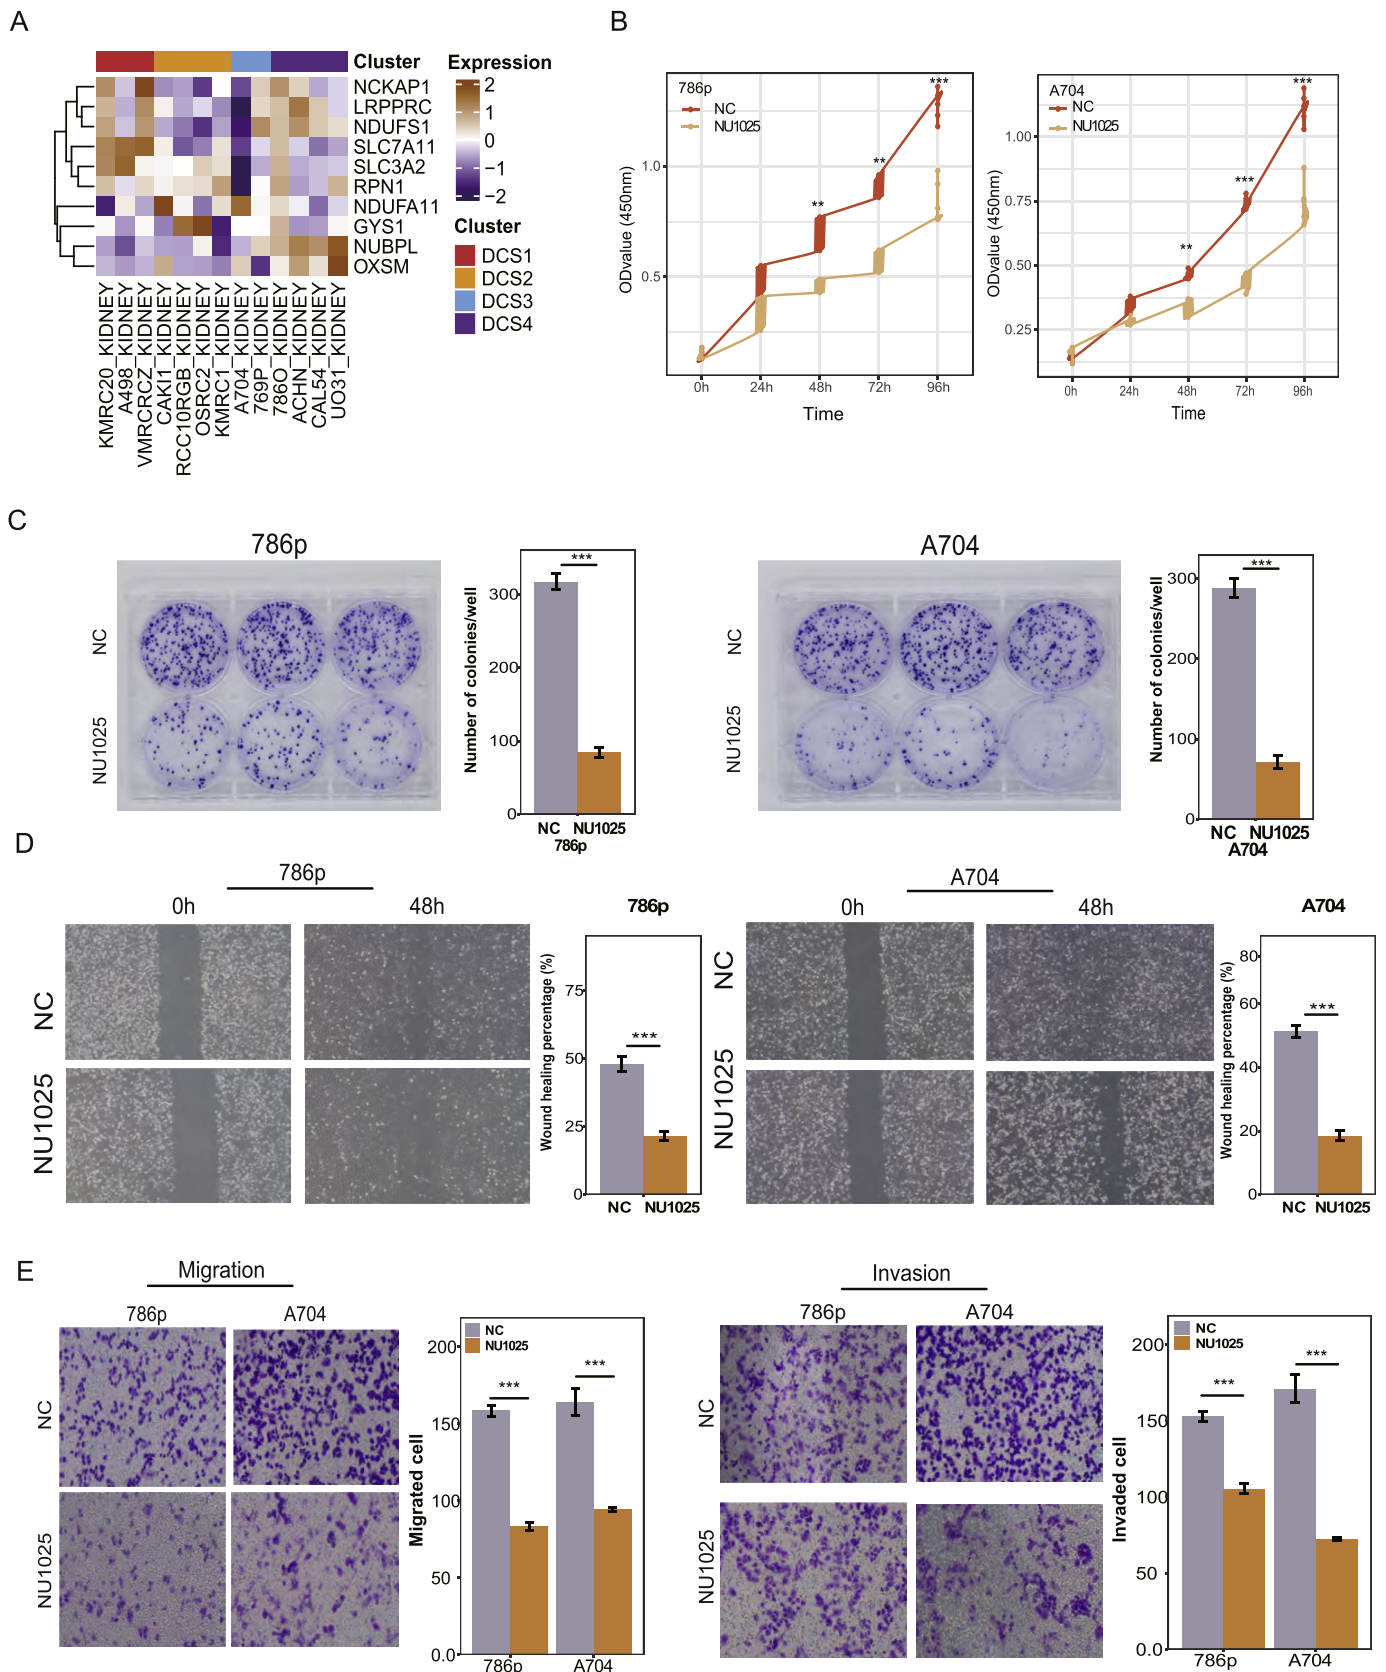 A
Cluster
NCKAP1
LRPPRC
NDUFS1
SLC7A11
SLC3A2
RPN1
NDUFA11
GYS1
NUBPL
OXSM
KMRC20_KIDNEY
A498_KIDNEY
VMRCRCZ_KIDNEY
CAKI1_KIDNEY
RCC10RGB_KIDNEY
OSRC2_KIDNEY
KMRC1_KIDNEY
A704_KIDNEY
769P_KIDNEY
786O_KIDNEY
ACHN_KIDNEY
CAL54_KIDNEY
UO31_KIDNEY
Expression
2
1
0
−1
−2
Cluster
DCS1
DCS2
DCS3
DCS4
B
786p
NC
NU1025
ODvalue (450nm)
1.0
0.5
**
**
***
0h 24h 48h 72h 96h
Time
A704
NC
NU1025
ODvalue (450nm)
1.00
0.75
0.50
0.25
**
***
***
0h 24h 48h 72h 96h
Time
C
786p
NC
NU1025
Number of colonies/well
300
200
100
0
***
NC NU1025
786p
A704
NC
NU1025
Number of colonies/well
300
200
100
0
***
NC NU1025
A704
D
786p
0h 48h
NC
NU1025
786p
Wound healing percentage (%)
75
50
25
0
***
NC NU1025
A704
0h 48h
NC
NU1025
A704
Wound healing percentage (%)
80
60
40
20
0
***
NC NU1025
E
Migration
786p A704
NC
NU1025
Migrated cell
200
150
100
50
0.0
NC
NU1025
***
***
786p A704
Invasion
786p A704
NC
NU1025
Invaded cell
200
150
100
50
0.0
NC
NU1025
***
***
786p A704